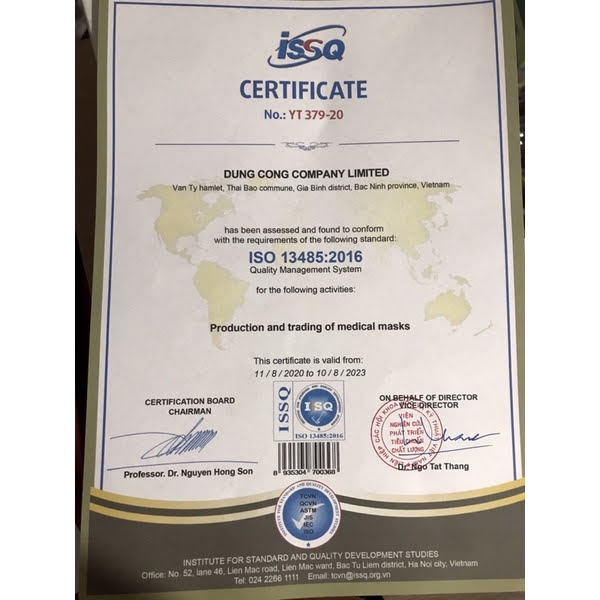 ISSQ
CERTIFICATE
No.: YT 379-20
DUNG CONG COMPANY LIMITED
Van Ty hamlet, Thai Bao commune, Gia Binh district, Bac Ninh province, Vietnam
has been assessed and found to conform
with the requirements of the following standard:
ISO 13485:2016
Quality Management System
for the following activities:
Production and trading of medical masks
This certificate is valid from:
11 / 8 / 2020 to 10 / 8 / 2023
CERTIFICATION BOARD
CHAIRMAN
Professor. Dr. Nguyen Hong Son
ISSQ
ISSQ
ISO 13485:2016
8 935304 700368
ON BEHALF OF DIRECTOR
VICE DIRECTOR
VIỆN
NGHIÊN CỨU
PHÁT TRIỂN
TIÊU CHUẨN
CHẤT LƯỢNG
Dr. Ngo Tat Thang
TCVN
QCVN
ASTM
JIS
IEC
ISO
INSTITUTE FOR STANDARD AND QUALITY DEVELOPMENT STUDIES
Office: No. 52, lane 46, Lien Mac road, Lien Mac ward, Bac Tu Liem district, Ha Noi city, Vietnam
Tel: 024 2266 1111 Email: tcvn@issq.org.vn